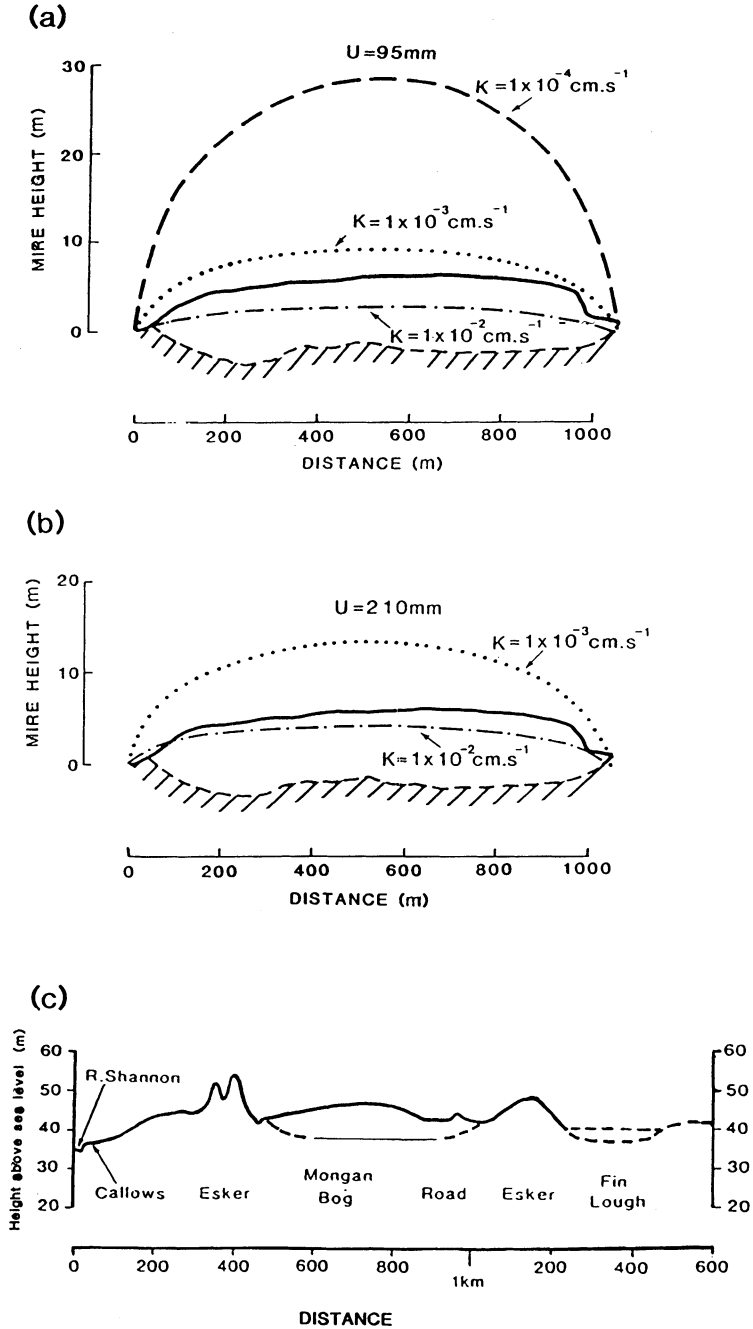 (a)
U=95mm
K=1x10⁻⁴cm.s⁻¹
K=1x10⁻³cm.s⁻¹
K=1x10⁻²cm.s⁻¹
MIRE HEIGHT (m)
30
20
10
0
0 200 400 600 800 1000
DISTANCE (m)
(b)
U=210mm
K=1x10⁻³cm.s⁻¹
K=1x10⁻²cm.s⁻¹
MIRE HEIGHT (m)
20
10
0
0 200 400 600 800 1000
DISTANCE (m)
(c)
Height above sea level (m)
60 60
50 50
40 40
30 30
20 20
R.Shannon
Callows Esker Mongan Bog Road Esker Fin Lough
0 200 400 600 800 1km 200 400 600
DISTANCE